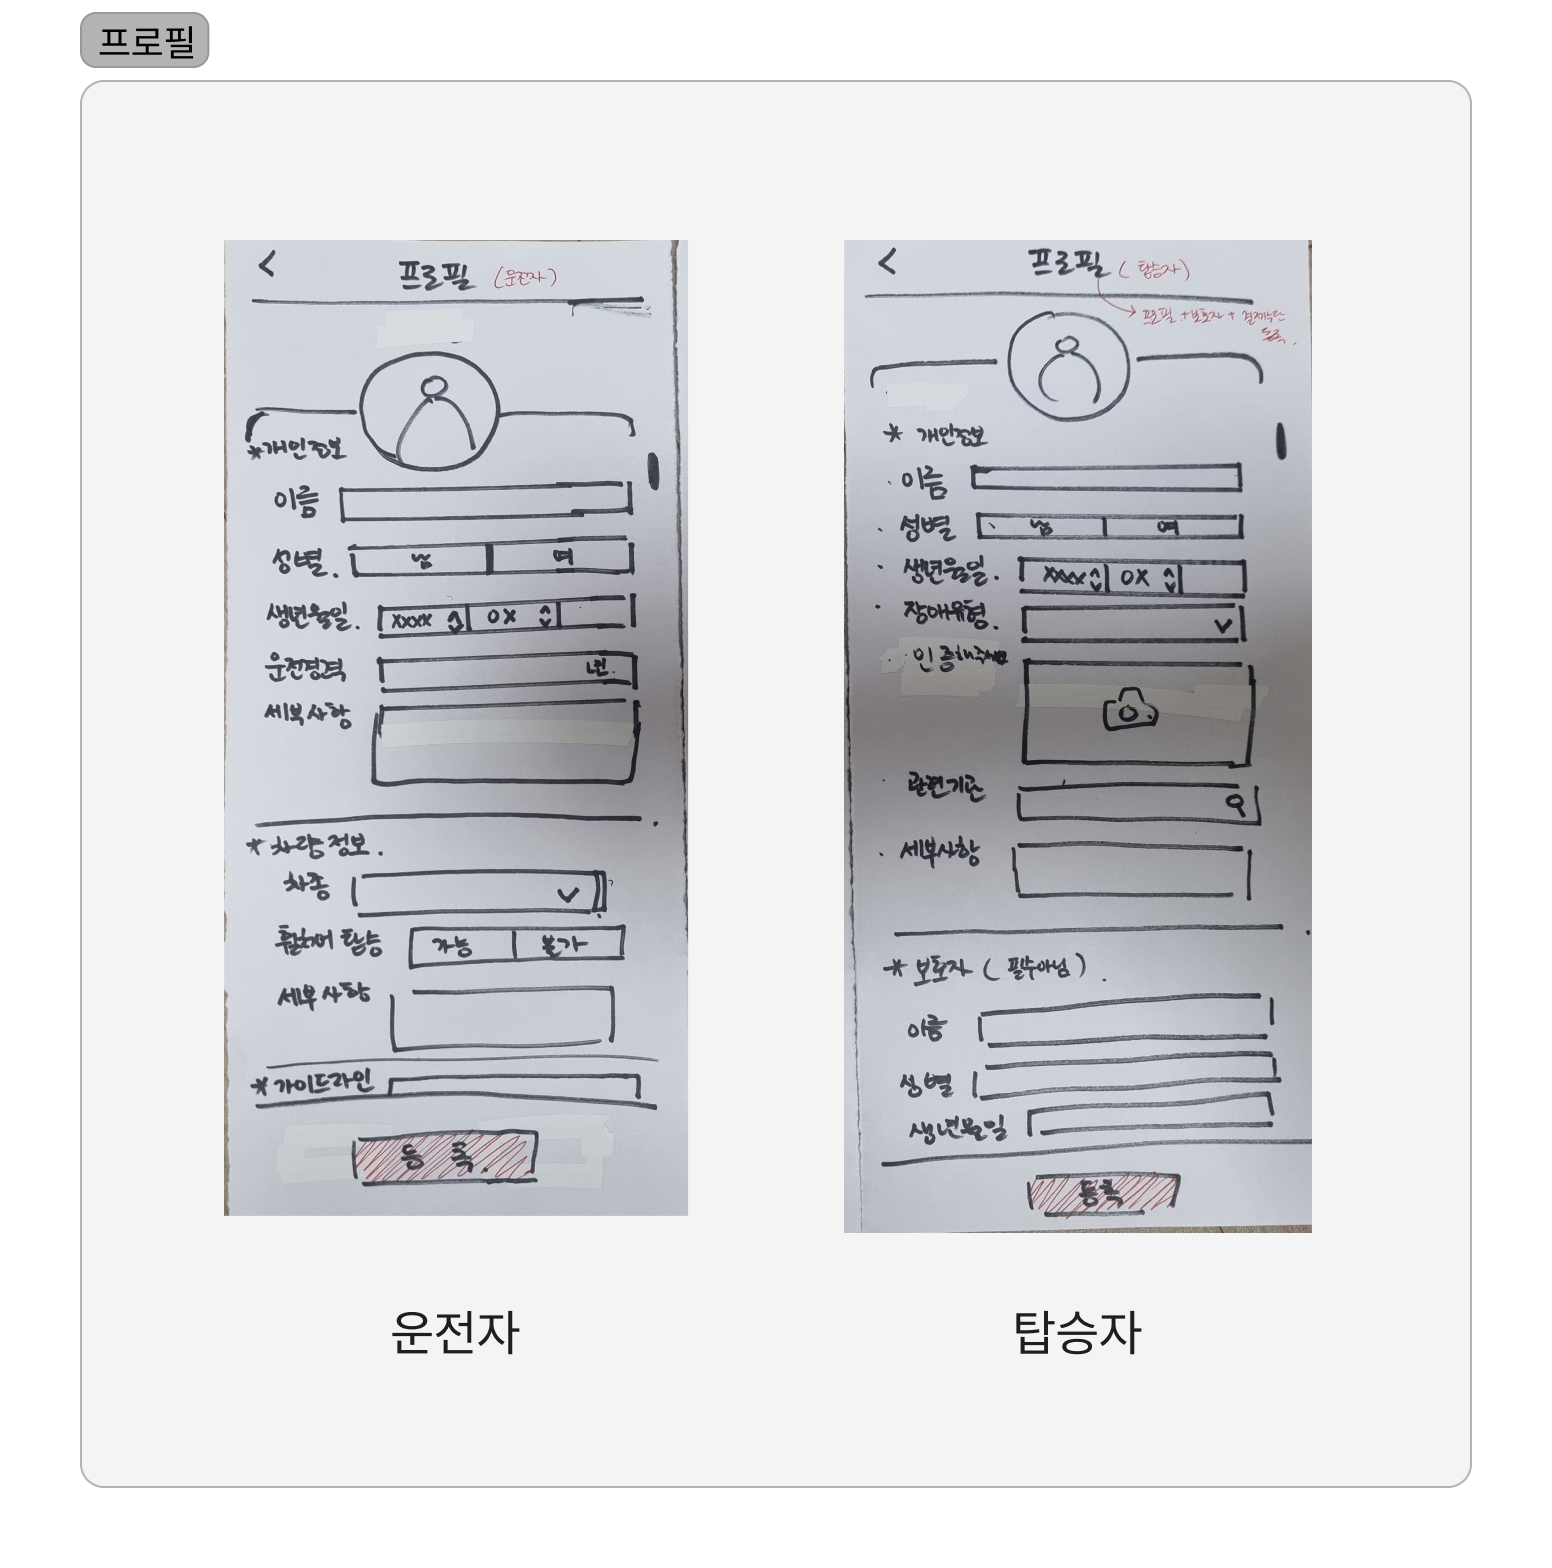 프로필
< 프로필 (운전자)
*개인정보
이름
성별. 남 여
생년월일. xxxx 0X
운전경력 년.
세부사항
* 차량 정보.
차종
휠체어 탑승 가능 불가
세부 사항
* 가이드라인
등 록.
< 프로필 (탑승자)
프로필 + 보호자 + 결제수단
등록.
* 개인정보
· 이름
· 성별 남 여
· 생년월일. xxxx 0X
· 장애유형.
· 인증해주세요
· 관련기관
· 세부사항
* 보호자 (필수아님).
이름
성별
생년월일
등록
운전자
탑승자